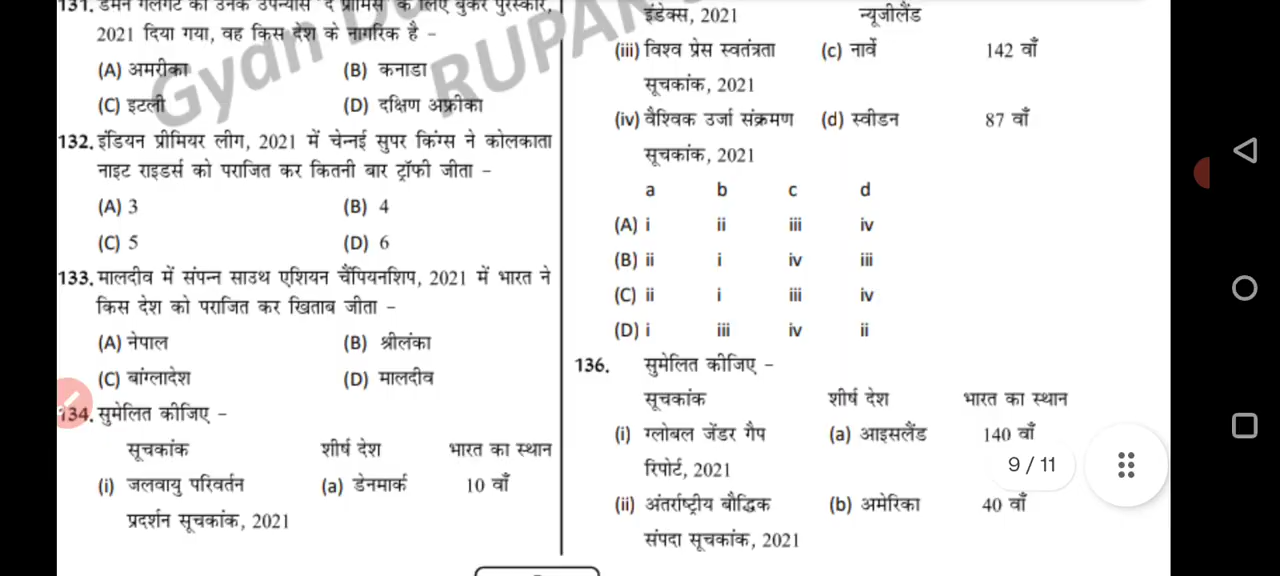 131. डेमन गैलगट को उनके उपन्यास 'द प्रॉमिस' के लिए बुकर पुरस्कार,
2021 दिया गया, वह किस देश के नागरिक है -
(A) अमरीका (B) कनाडा
(C) इटली (D) दक्षिण अफ्रीका
132. इंडियन प्रीमियर लीग, 2021 में चेन्नई सुपर किंग्स ने कोलकाता
नाइट राइडर्स को पराजित कर कितनी बार ट्रॉफी जीता -
(A) 3 (B) 4
(C) 5 (D) 6
133. मालदीव में संपन्न साउथ एशियन चैंपियनशिप, 2021 में भारत ने
किस देश को पराजित कर खिताब जीता -
(A) नेपाल (B) श्रीलंका
(C) बांग्लादेश (D) मालदीव
134. सुमेलित कीजिए -
सूचकांक शीर्ष देश भारत का स्थान
(i) जलवायु परिवर्तन (a) डेनमार्क 10 वाँ
प्रदर्शन सूचकांक, 2021
इंडेक्स, 2021 न्यूजीलैंड
(iii) विश्व प्रेस स्वतंत्रता (c) नार्वे 142 वाँ
सूचकांक, 2021
(iv) वैश्विक उर्जा संक्रमण (d) स्वीडन 87 वाँ
सूचकांक, 2021
a b c d
(A) i ii iii iv
(B) ii i iv iii
(C) ii i iii iv
(D) i iii iv ii
136. सुमेलित कीजिए -
सूचकांक शीर्ष देश भारत का स्थान
(i) ग्लोबल जेंडर गैप (a) आइसलैंड 140 वाँ
रिपोर्ट, 2021
(ii) अंतर्राष्ट्रीय बौद्धिक (b) अमेरिका 40 वाँ
संपदा सूचकांक, 2021
9 / 11
Gyan